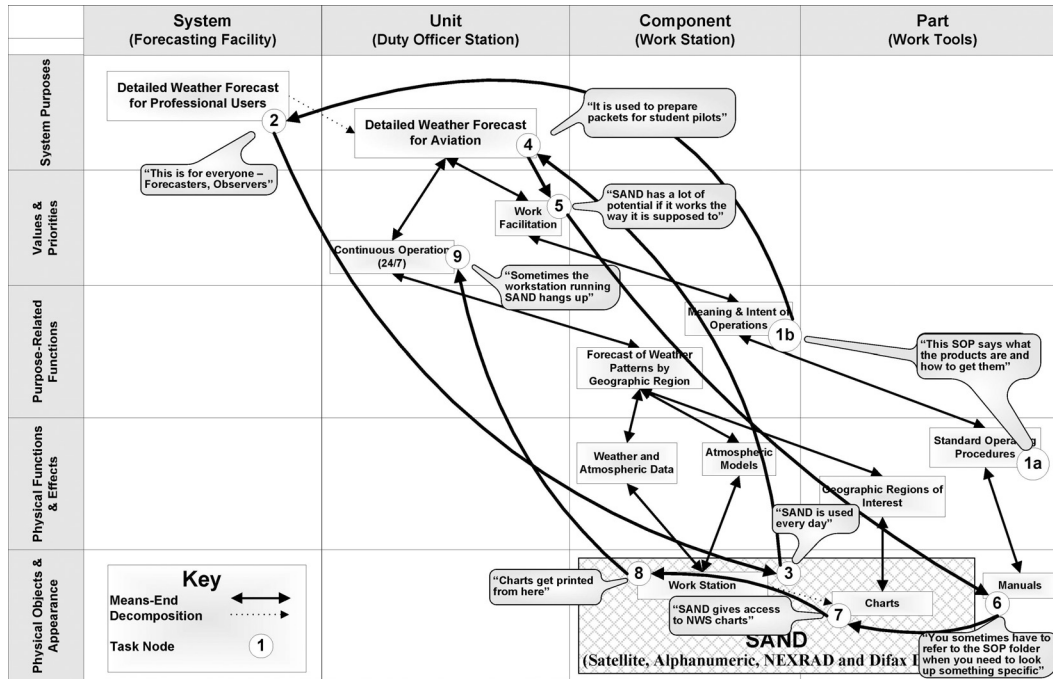 System
(Forecasting Facility)
Unit
(Duty Officer Station)
Component
(Work Station)
Part
(Work Tools)
System Purposes
Detailed Weather Forecast
for Professional Users
2
"This is for everyone –
Forecasters, Observers"
Detailed Weather Forecast
for Aviation
4
"It is used to prepare
packets for student pilots"
Values &
Priorities
Work
Facilitation
5
"SAND has a lot of
potential if it works the
way it is supposed to"
Continuous Operation
(24/7)
9
"Sometimes the
workstation running
SAND hangs up"
Purpose-Related
Functions
Meaning & Intent of
Operations
1b
"This SOP says what
the products are and
how to get them"
Forecast of Weather
Patterns by
Geographic Region
Physical Functions
& Effects
Weather and
Atmospheric Data
Atmospheric
Models
Standard Operating
Procedures
1a
Geographic Regions of
Interest
"SAND is used
every day"
Physical Objects &
Appearance
Key
Means-End
Decomposition
Task Node
1
"Charts get printed
from here"
8
Work Station
3
Manuals
6
Charts
7
"SAND gives access
to NWS charts"
SAND
(Satellite, Alphanumeric, NEXRAD and Difax
"You sometimes have to
refer to the SOP folder
when you need to look
up something specific"